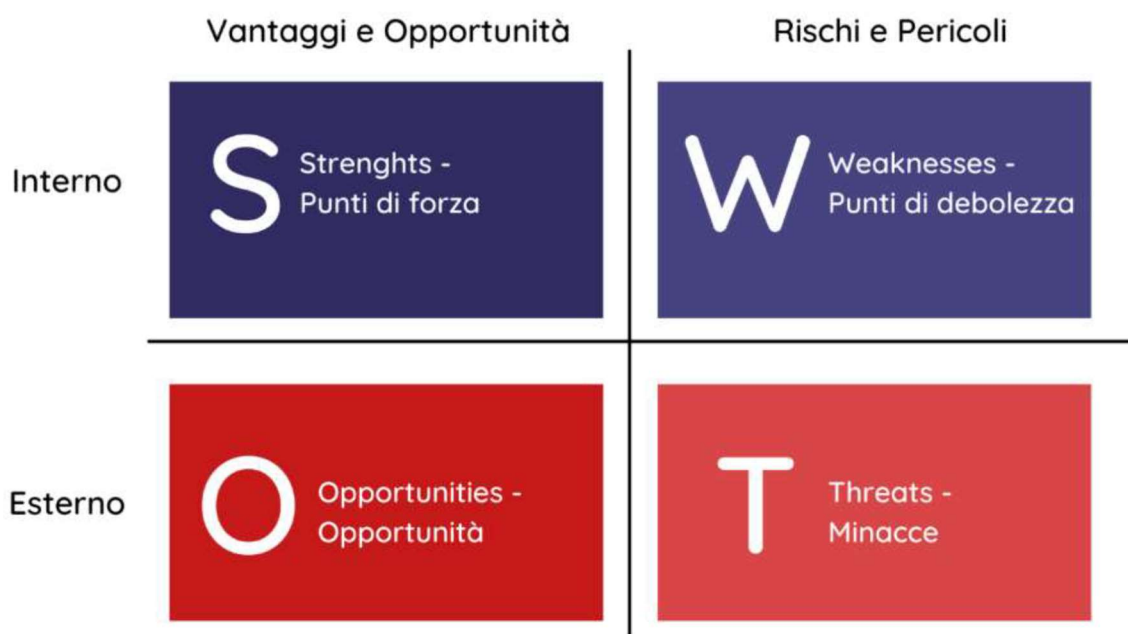 Vantaggi e Opportunità
Rischi e Pericoli
Interno
S
Strenghts -
Punti di forza
W
Weaknesses -
Punti di debolezza
Esterno
O
Opportunities -
Opportunità
T
Threats -
Minacce